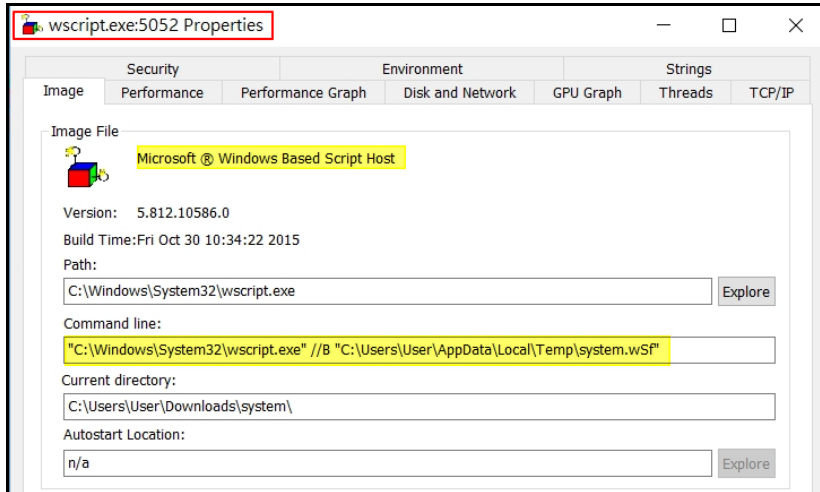 wscript.exe:5052 Properties
Security Environment Strings
Image Performance Performance Graph Disk and Network GPU Graph Threads TCP/IP
Image File
Microsoft ® Windows Based Script Host
Version: 5.812.10586.0
Build Time:Fri Oct 30 10:34:22 2015
Path:
C:\Windows\System32\wscript.exe Explore
Command line:
"C:\Windows\System32\wscript.exe" //B "C:\Users\User\AppData\Local\Temp\system.wSf"
Current directory:
C:\Users\User\Downloads\system\
Autostart Location:
n/a Explore